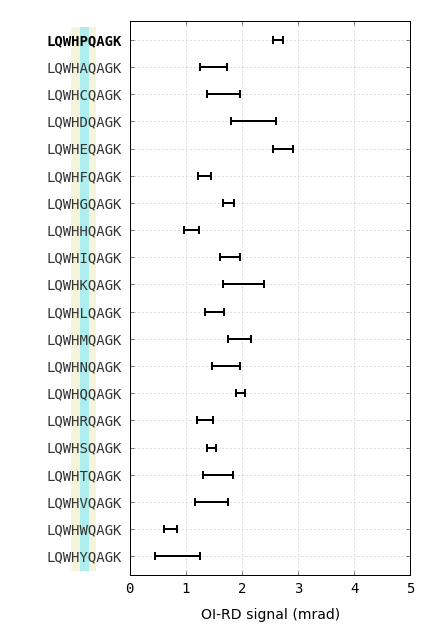 LQWHPQAGK
LQWHAQAGK
LQWHCQAGK
LQWHDQAGK
LQWHEQAGK
LQWHFQAGK
LQWHGQAGK
LQWHHQAGK
LQWHIQAGK
LQWHKQAGK
LQWHLQAGK
LQWHMQAGK
LQWHNQAGK
LQWHQQAGK
LQWHRQAGK
LQWHSQAGK
LQWHTQAGK
LQWHVQAGK
LQWHWQAGK
LQWHYQAGK
0 1 2 3 4 5
OI-RD signal (mrad)